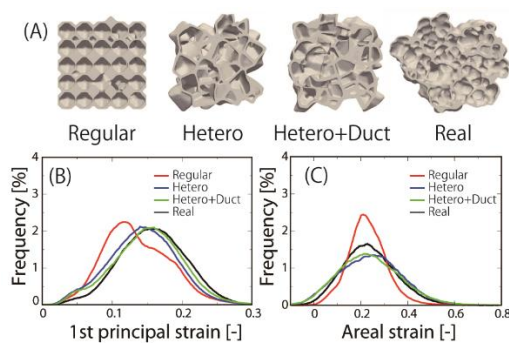 (A)
Regular Hetero Hetero+Duct Real
(B)
Frequency [%]
4
3
2
1
0
Regular
Hetero
Hetero+Duct
Real
0 0.1 0.2 0.3
1st principal strain [-]
(C)
Frequency [%]
4
3
2
1
0
Regular
Hetero
Hetero+Duct
Real
0 0.2 0.4 0.6 0.8
Areal strain [-]